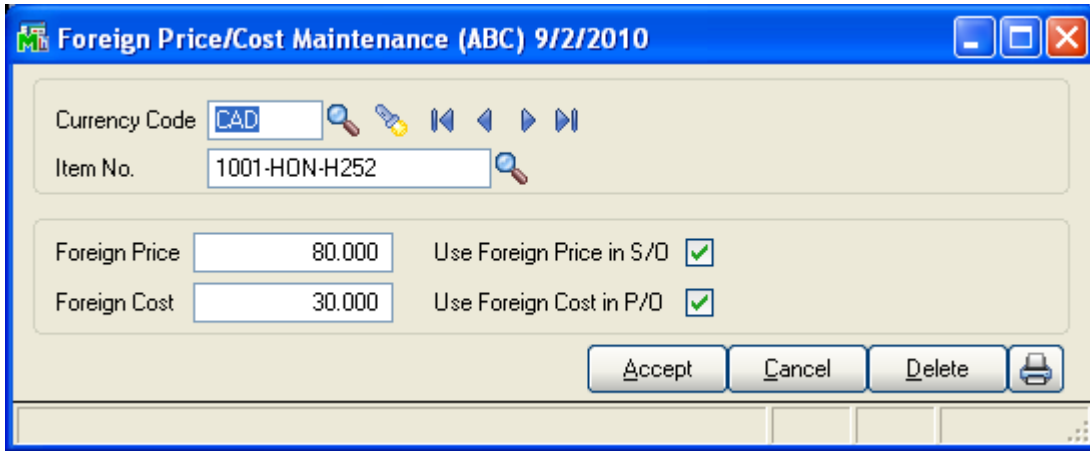 Foreign Price/Cost Maintenance (ABC) 9/2/2010
Currency Code CAD
Item No. 1001-HON-H252
Foreign Price 80.000 Use Foreign Price in S/O
Foreign Cost 30.000 Use Foreign Cost in P/O
Accept Cancel Delete